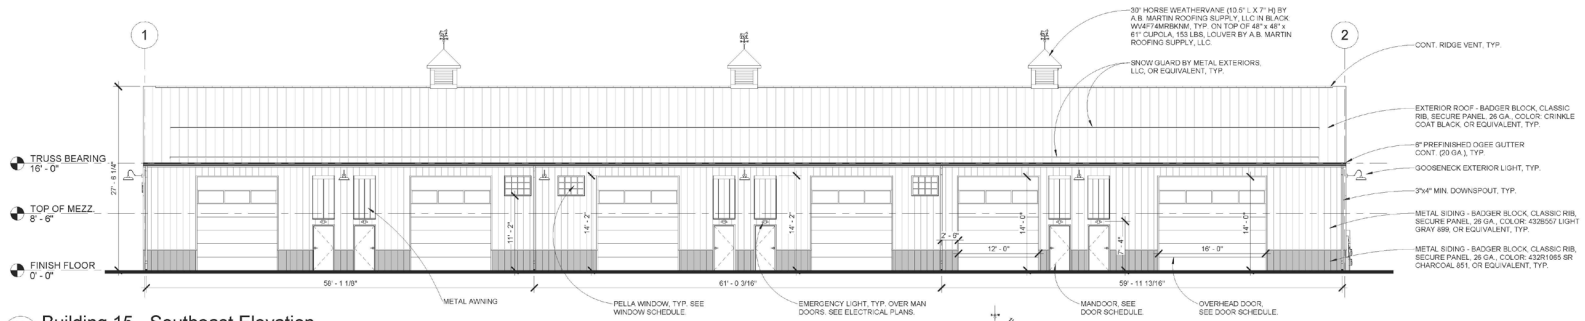 30" HORSE WEATHERVANE (10.5" L X 7" H) BY
A.B. MARTIN ROOFING SUPPLY, LLC IN BLACK
WV4F74MRBKNM, TYP. ON TOP OF 48" x 48" x
61" CUPOLA, 153 LBS, LOUVER BY A.B. MARTIN
ROOFING SUPPLY, LLC.
1
2
CONT. RIDGE VENT, TYP.
SNOW GUARD BY METAL EXTERIORS,
LLC, OR EQUIVALENT, TYP.
EXTERIOR ROOF - BADGER BLOCK, CLASSIC
RIB, SECURE PANEL, 26 GA., COLOR: CRINKLE
COAT BLACK, OR EQUIVALENT, TYP.
6" PREFINISHED OGEE GUTTER
CONT. (20 GA.), TYP.
TRUSS BEARING
16' - 0"
27' - 6 1/4"
GOOSENECK EXTERIOR LIGHT, TYP.
3"x4" MIN. DOWNSPOUT, TYP.
TOP OF MEZZ.
8' - 6"
METAL SIDING - BADGER BLOCK, CLASSIC RIB,
SECURE PANEL, 26 GA., COLOR: 432B557 LIGHT
GRAY 899, OR EQUIVALENT, TYP.
11' - 2"
14' - 2"
14' - 2"
14' - 0"
7' - 4"
14' - 0"
2' - 6"
12' - 0"
16' - 0"
METAL SIDING - BADGER BLOCK, CLASSIC RIB,
SECURE PANEL, 26 GA., COLOR: 432R1065 SR
CHARCOAL 851, OR EQUIVALENT, TYP.
FINISH FLOOR
0' - 0"
61' - 0 3/16"
59' - 11 13/16"
METAL AWNING
PELLA WINDOW, TYP. SEE
WINDOW SCHEDULE.
EMERGENCY LIGHT, TYP. OVER MAN
DOORS. SEE ELECTRICAL PLANS.
MANDOOR, SEE
DOOR SCHEDULE.
OVERHEAD DOOR,
SEE DOOR SCHEDULE.
Building 15 - Southeast Elevation